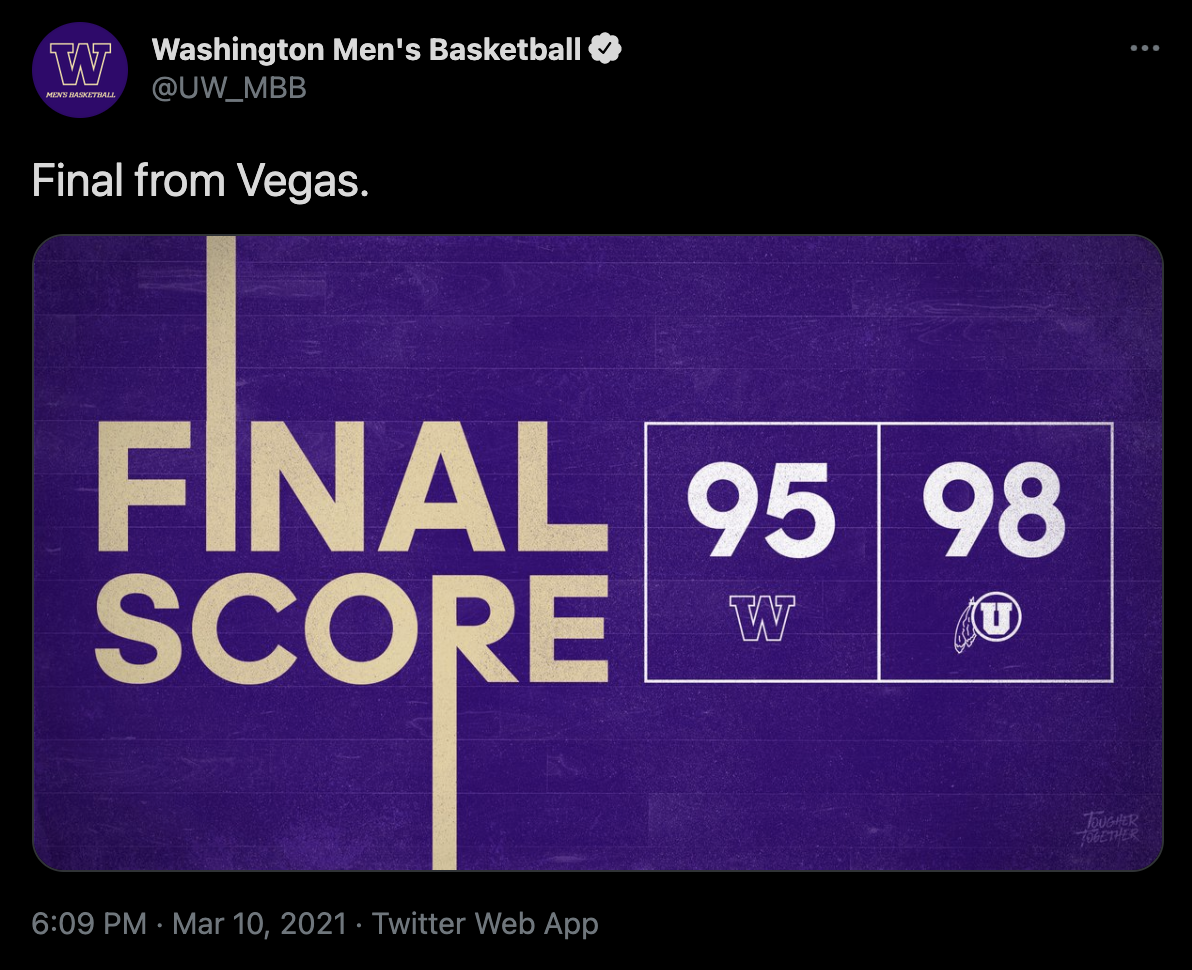 W
MEN'S BASKETBALL
Washington Men's Basketball
@UW_MBB
Final from Vegas.
FINAL
SCORE
95
98
W
U
TOUGHER
TOGETHER
6:09 PM · Mar 10, 2021 · Twitter Web App